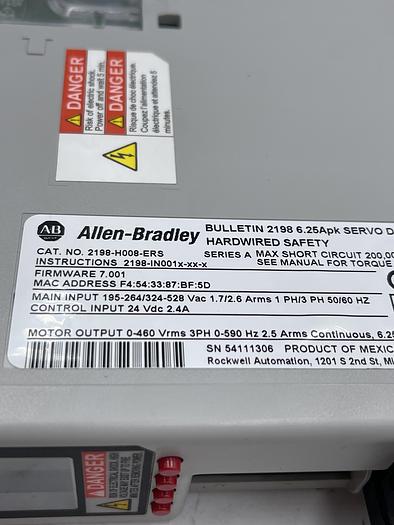 DANGER
Risk of electric shock.
Power off and wait 5 min.
DANGER
Risque de choc électrique.
Coupez l'alimentation
électrique et attendez 5
minutes.
AB Allen-Bradley
BULLETIN 2198 6.25Apk SERVO D
HARDWIRED SAFETY
CAT. NO. 2198-H008-ERS
SERIES A MAX SHORT CIRCUIT 200,00
INSTRUCTIONS 2198-IN001x-xx-x
SEE MANUAL FOR TORQUE
FIRMWARE 7.001
MAC ADDRESS F4:54:33:87:BF:5D
MAIN INPUT 195-264/324-528 Vac 1.7/2.6 Arms 1 PH/3 PH 50/60 HZ
CONTROL INPUT 24 Vdc 2.4A
MOTOR OUTPUT 0-460 Vrms 3PH 0-590 Hz 2.5 Arms Continuous, 6.25
SN 54111306 PRODUCT OF MEXIC
Rockwell Automation, 1201 S 2nd St, Mi
DANGER